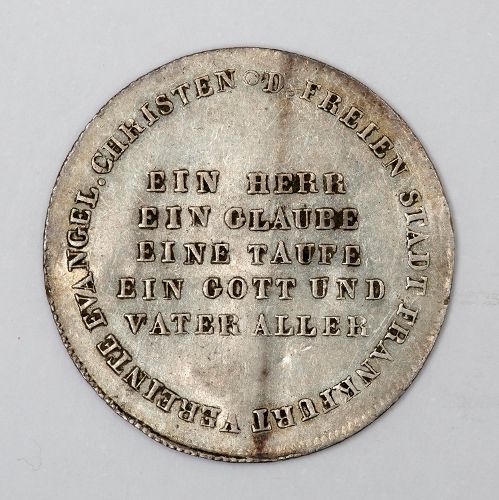 D. FREIEN STADT FRANKFURT VEREINTE EVANGEL. CHRISTEN
EIN HERR
EIN GLAUBE
EINE TAUFE
EIN GOTT UND
VATER ALLER